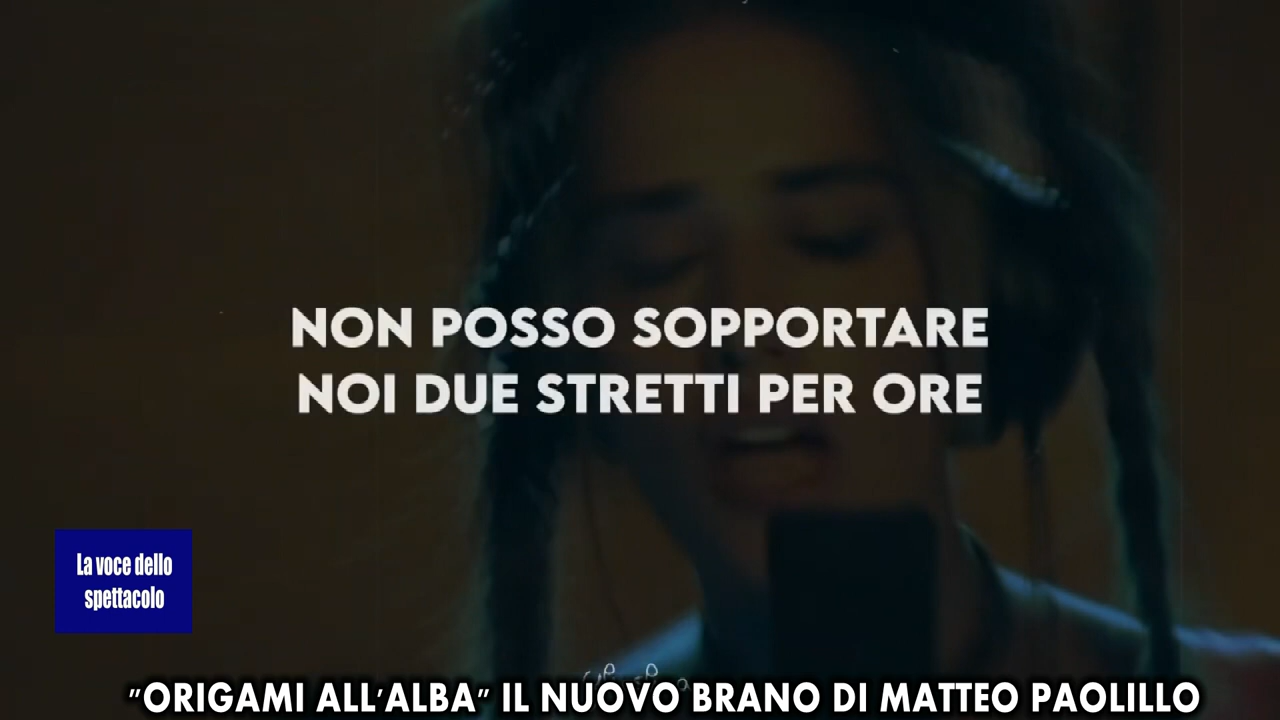 NON POSSO SOPPORTARE
NOI DUE STRETTI PER ORE
La voce dello
spettacolo
"ORIGAMI ALL'ALBA" IL NUOVO BRANO DI MATTEO PAOLILLO